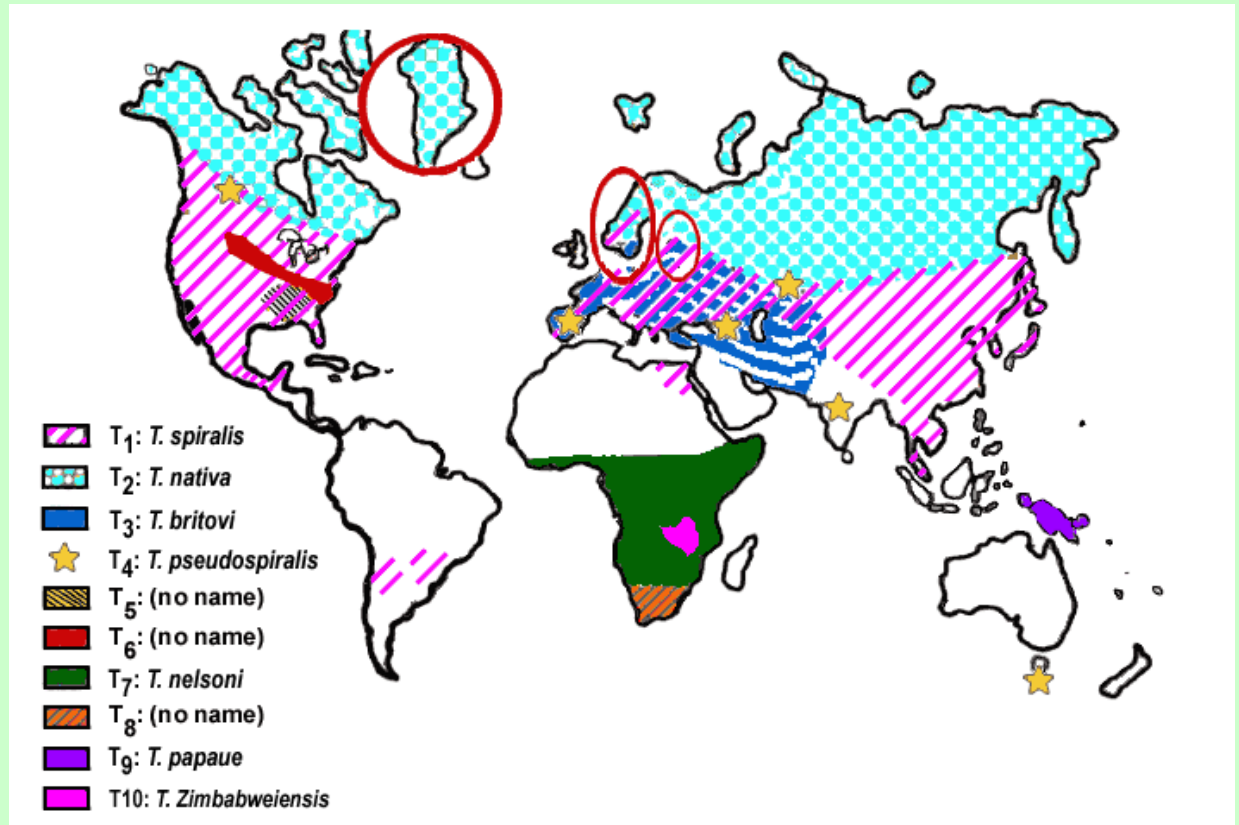 T1: T. spiralis
T2: T. nativa
T3: T. britovi
T4: T. pseudospiralis
T5: (no name)
T6: (no name)
T7: T. nelsoni
T8: (no name)
T9: T. papaue
T10: T. Zimbabweiensis